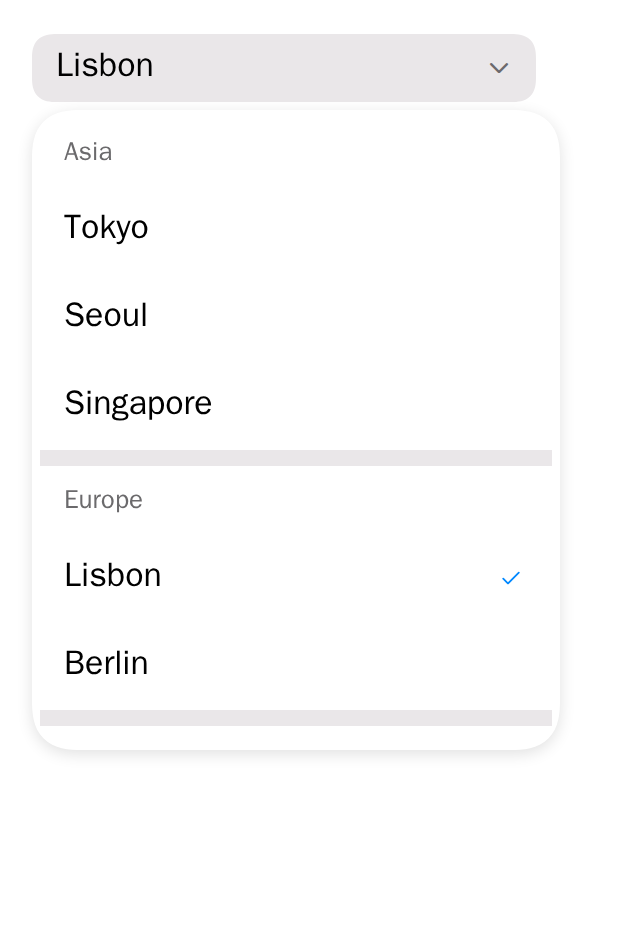 Lisbon
Asia
Tokyo
Seoul
Singapore
Europe
Lisbon
Berlin